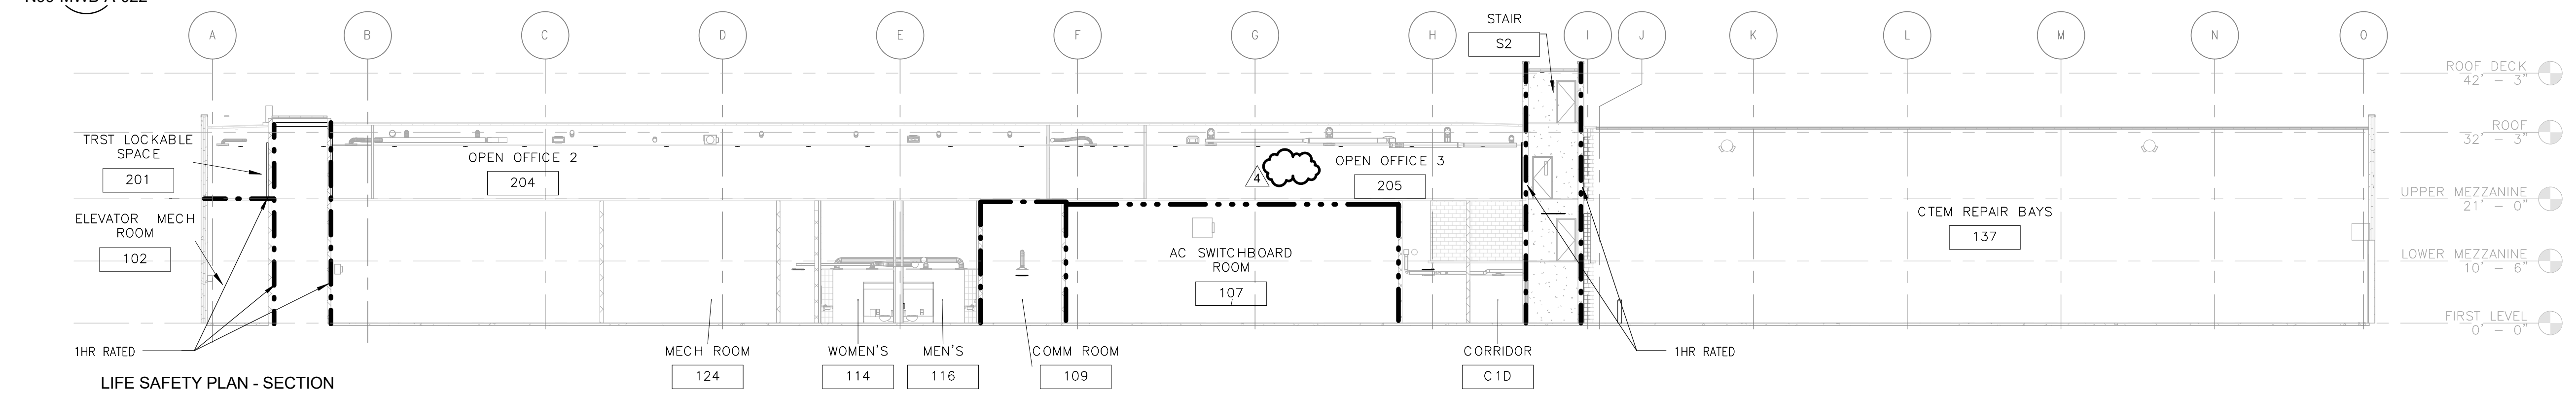 A
B
C
D
E
F
G
H
I
J
K
L
M
N
O
STAIR
S2
ROOF DECK
42' - 3"
ROOF
32' - 3"
UPPER MEZZANINE
21' - 0"
LOWER MEZZANINE
10' - 6"
FIRST LEVEL
0' - 0"
TRST LOCKABLE
SPACE
201
ELEVATOR MECH
ROOM
102
OPEN OFFICE 2
204
4
OPEN OFFICE 3
205
AC SWITCHBOARD
ROOM
107
CTEM REPAIR BAYS
137
1HR RATED
MECH ROOM
124
WOMEN'S
114
MEN'S
116
COMM ROOM
109
CORRIDOR
C1D
1HR RATED
LIFE SAFETY PLAN - SECTION